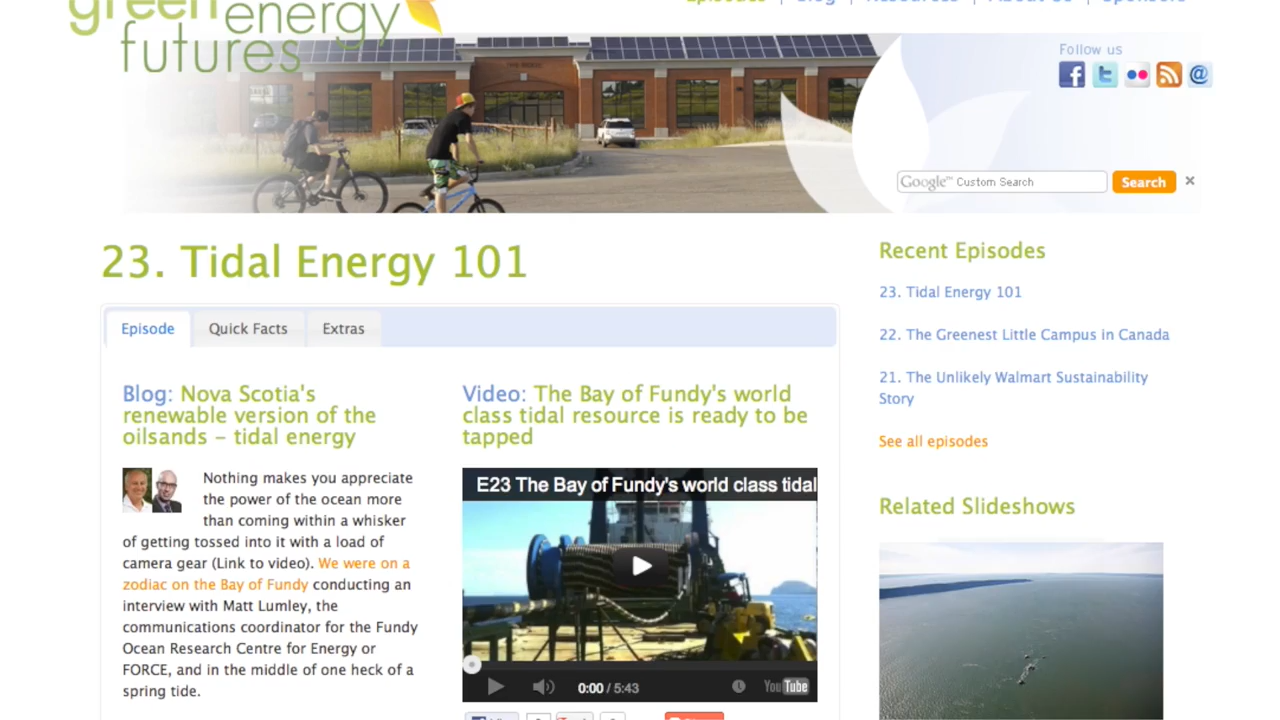 green energy
futures
Episodes | Blog | Resources | About Us | Sponsors
Follow us
Google™ Custom Search
Search
×
23. Tidal Energy 101
Episode
Quick Facts
Extras
Blog: Nova Scotia's
renewable version of the
oilsands – tidal energy
Nothing makes you appreciate
the power of the ocean more
than coming within a whisker
of getting tossed into it with a load of
camera gear (Link to video). We were on a
zodiac on the Bay of Fundy conducting an
interview with Matt Lumley, the
communications coordinator for the Fundy
Ocean Research Centre for Energy or
FORCE, and in the middle of one heck of a
spring tide.
Video: The Bay of Fundy's world
class tidal resource is ready to be
tapped
E23 The Bay of Fundy's world class tidal
0:00 / 5:43
YouTube
Recent Episodes
23. Tidal Energy 101
22. The Greenest Little Campus in Canada
21. The Unlikely Walmart Sustainability
Story
See all episodes
Related Slideshows